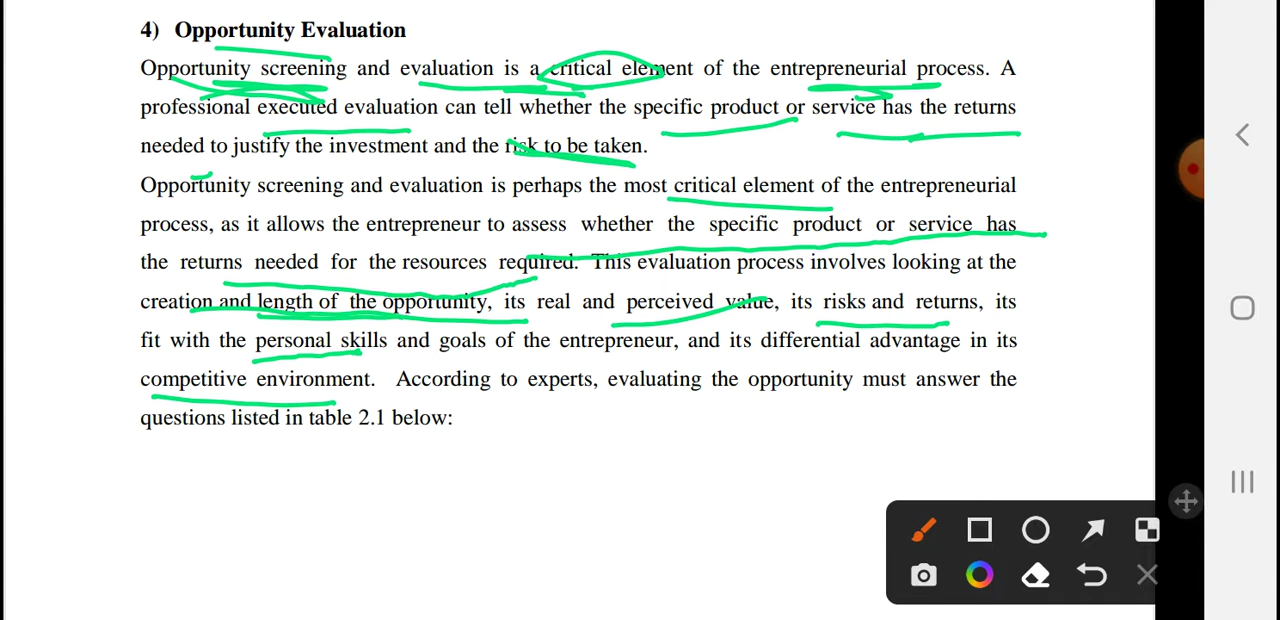 4) Opportunity Evaluation
Opportunity screening and evaluation is a critical element of the entrepreneurial process. A
professional executed evaluation can tell whether the specific product or service has the returns
needed to justify the investment and the risk to be taken.
Opportunity screening and evaluation is perhaps the most critical element of the entrepreneurial
process, as it allows the entrepreneur to assess whether the specific product or service has
the returns needed for the resources required. This evaluation process involves looking at the
creation and length of the opportunity, its real and perceived value, its risks and returns, its
fit with the personal skills and goals of the entrepreneur, and its differential advantage in its
competitive environment. According to experts, evaluating the opportunity must answer the
questions listed in table 2.1 below: